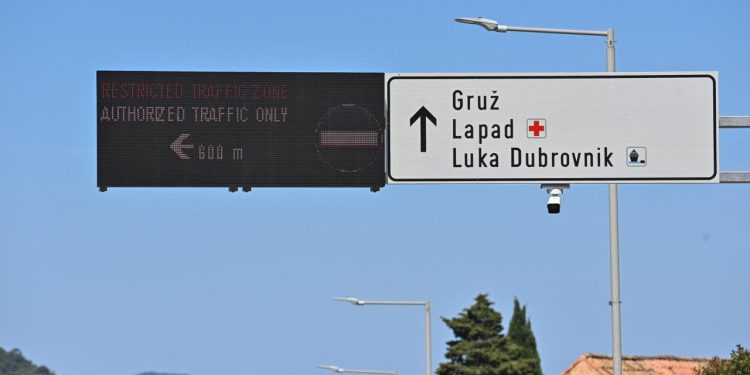 RESTRICTED TRAFFIC ZONE
AUTHORIZED TRAFFIC ONLY
600 m
Gruž
Lapad
Luka Dubrovnik